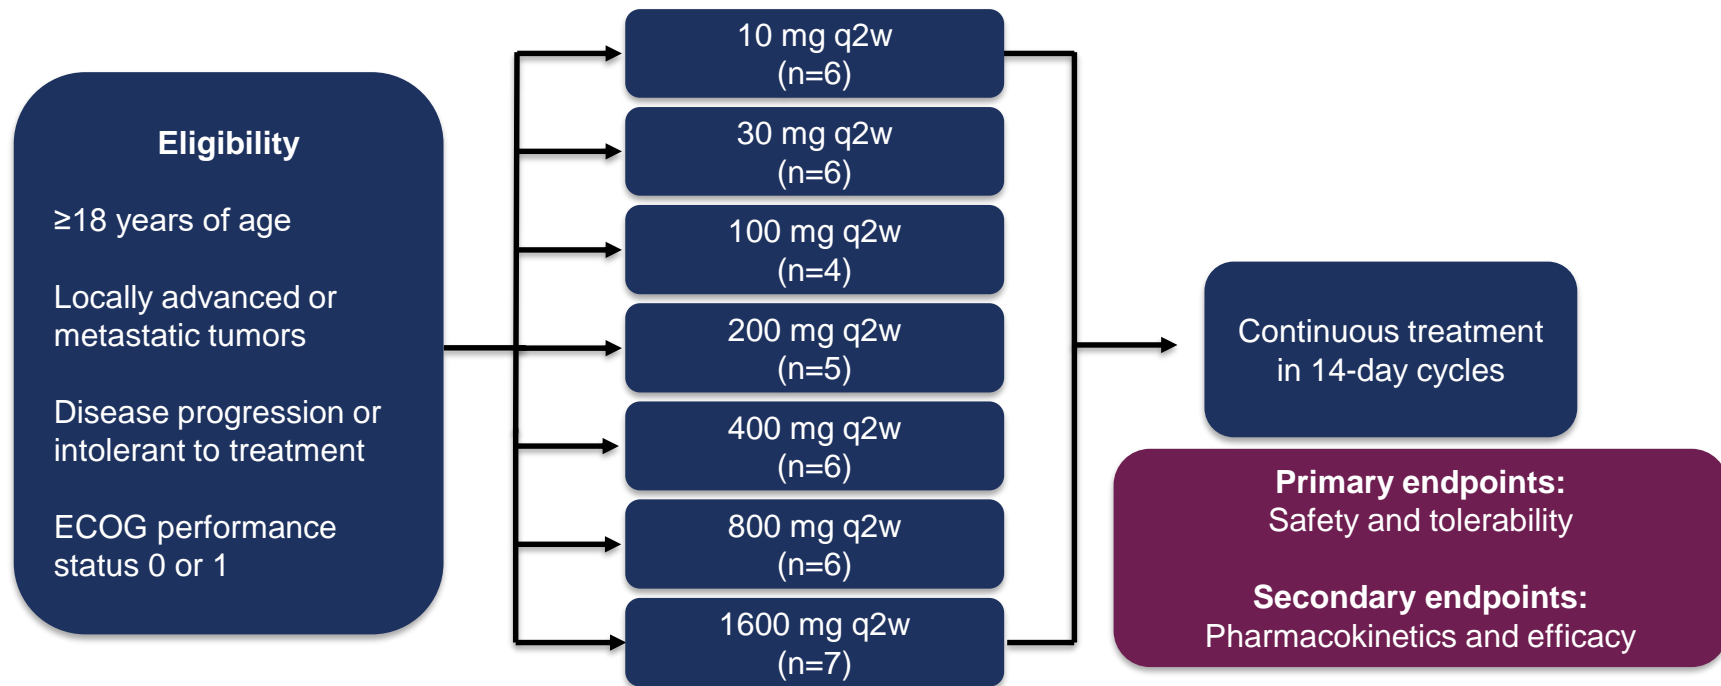 Eligibility
≥18 years of age
Locally advanced or
metastatic tumors
Disease progression or
intolerant to treatment
ECOG performance
status 0 or 1
10 mg q2w
(n=6)
30 mg q2w
(n=6)
100 mg q2w
(n=4)
200 mg q2w
(n=5)
400 mg q2w
(n=6)
800 mg q2w
(n=6)
1600 mg q2w
(n=7)
Continuous treatment
in 14-day cycles
Primary endpoints:
Safety and tolerability
Secondary endpoints:
Pharmacokinetics and efficacy